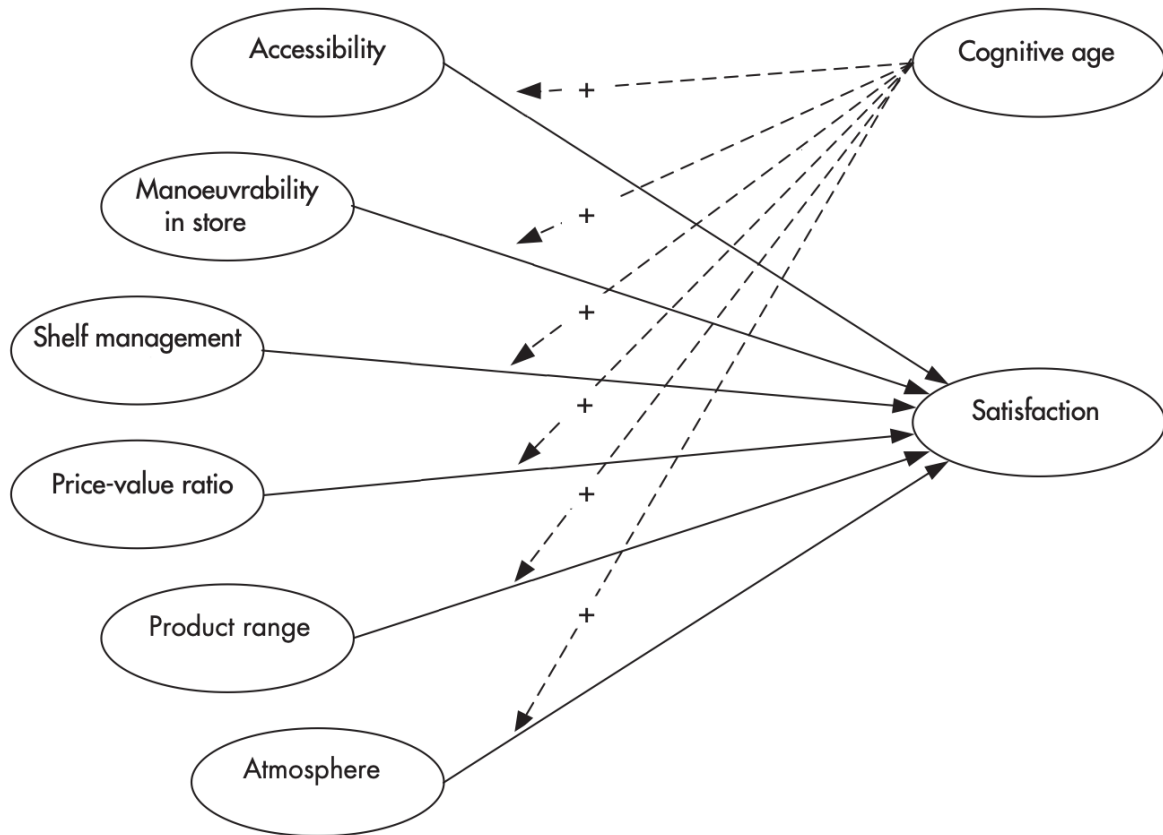 Accessibility
Cognitive age
+
Manoeuvrability
in store
+
+
Shelf management
+
Satisfaction
Price-value ratio
+
Product range
+
Atmosphere